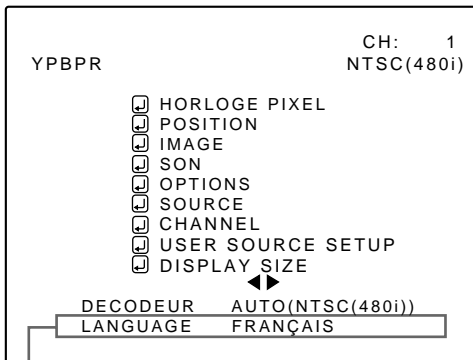 CH: 1
YPBPR NTSC(480i)
HORLOGE PIXEL
POSITION
IMAGE
SON
OPTIONS
SOURCE
CHANNEL
USER SOURCE SETUP
DISPLAY SIZE
DECODEUR AUTO(NTSC(480i))
LANGUAGE FRANÇAIS